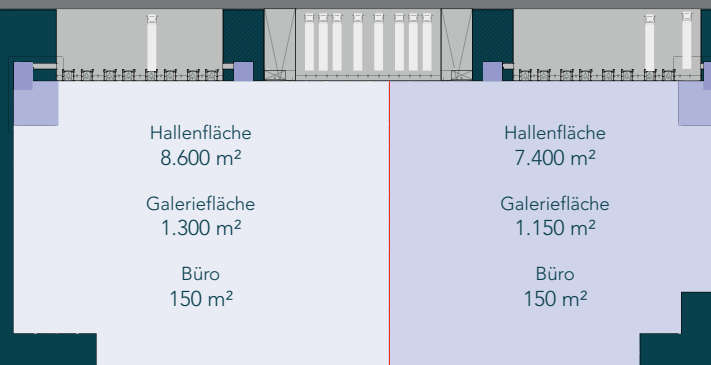 Hallenfläche
8.600 m²
Galeriefläche
1.300 m²
Büro
150 m²
Hallenfläche
7.400 m²
Galeriefläche
1.150 m²
Büro
150 m²